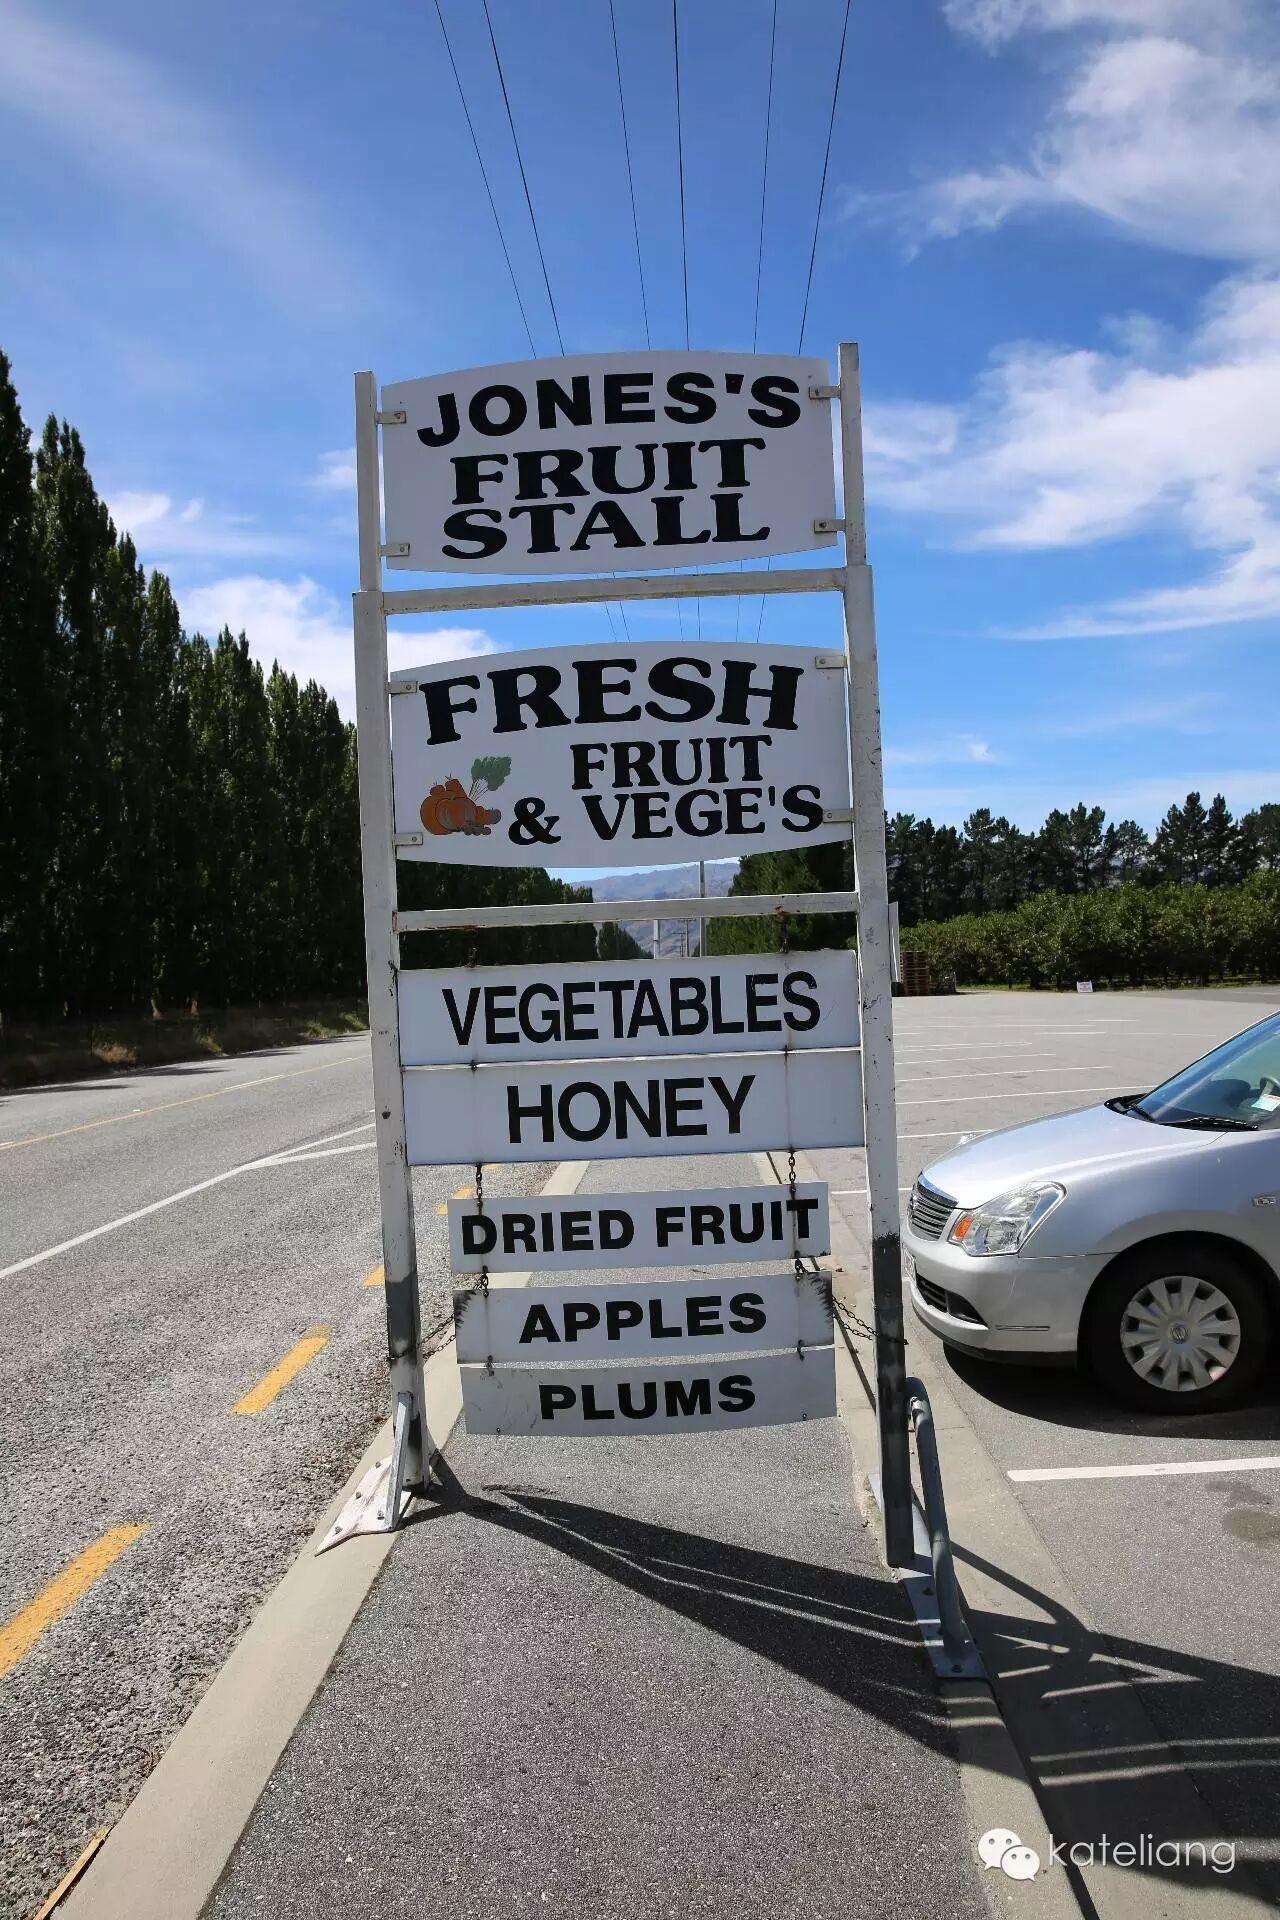 JONES'S
FRUIT
STALL
FRESH
FRUIT
& VEGE'S
VEGETABLES
HONEY
DRIED FRUIT
APPLES
PLUMS
kateliang